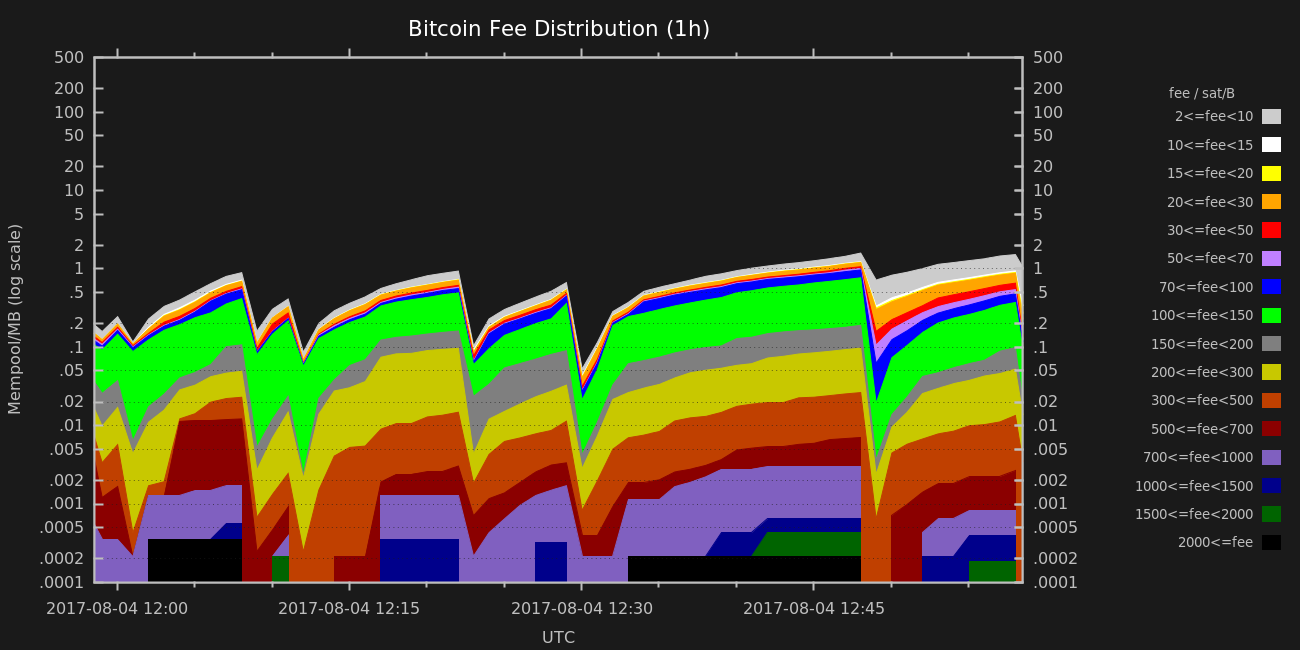 Bitcoin Fee Distribution (1h)
500 500
200 200
100 100
50 50
20 20
10 10
5 5
2 2
1 1
.5 .5
.2 .2
.1 .1
.05 .05
.02 .02
.01 .01
.005 .005
.002 .002
.001 .001
.0005 .0005
.0002 .0002
.0001 .0001
Mempool/MB (log scale)
2017-08-04 12:00 2017-08-04 12:15 2017-08-04 12:30 2017-08-04 12:45
UTC
fee / sat/B
2<=fee<10
10<=fee<15
15<=fee<20
20<=fee<30
30<=fee<50
50<=fee<70
70<=fee<100
100<=fee<150
150<=fee<200
200<=fee<300
300<=fee<500
500<=fee<700
700<=fee<1000
1000<=fee<1500
1500<=fee<2000
2000<=fee